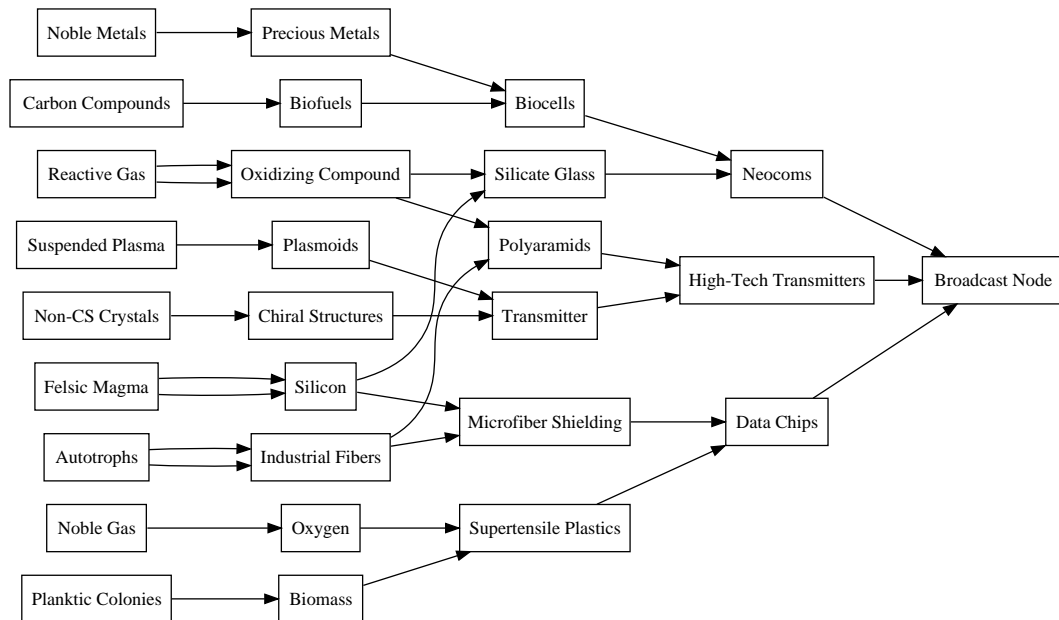 Noble Metals
Precious Metals
Carbon Compounds
Biofuels
Biocells
Reactive Gas
Oxidizing Compound
Silicate Glass
Neocoms
Suspended Plasma
Plasmoids
Polyaramids
High-Tech Transmitters
Broadcast Node
Non-CS Crystals
Chiral Structures
Transmitter
Felsic Magma
Silicon
Microfiber Shielding
Data Chips
Autotrophs
Industrial Fibers
Noble Gas
Oxygen
Supertensile Plastics
Planktic Colonies
Biomass